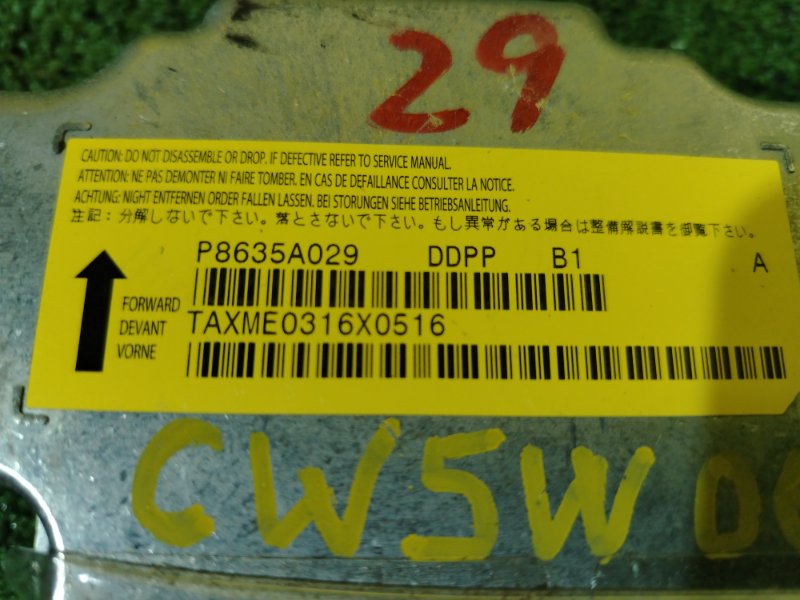 29
CAUTION: DO NOT DISASSEMBLE OR DROP. IF DEFECTIVE REFER TO SERVICE MANUAL.
ATTENTION: NE PAS DEMONTER NI FAIRE TOMBER. EN CAS DE DEFAILLANCE CONSULTER LA NOTICE.
ACHTUNG: NIGHT ENTFERNEN ORDER FALLEN LASSEN. BEI STORUNGEN SIEHE BETRIEBSANLEITUNG.
注記：分解しないで下さい。落とさないで下さい。もし異常がある場合は整備解説書を御覧下さい。
P8635A029 DDPP B1 A
FORWARD
DEVANT TAXME0316X0516
VORNE
CW5W 06